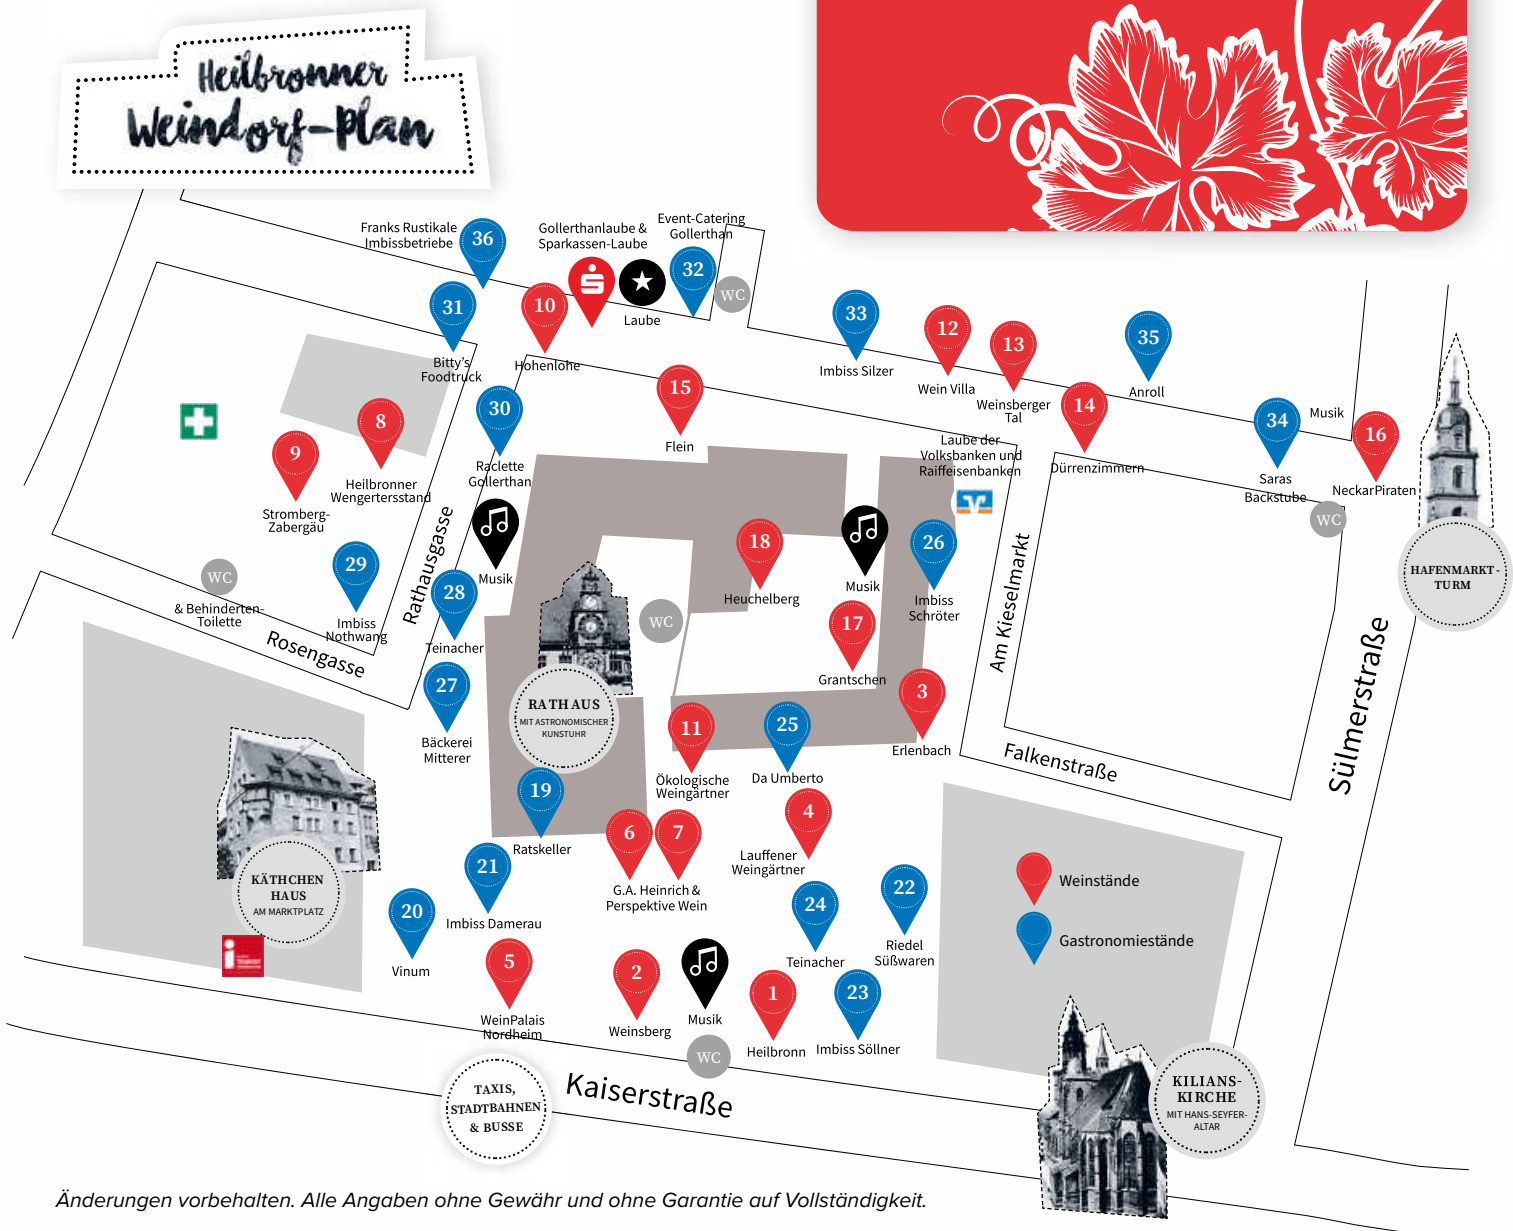 Heilbronner
Weindorf-Plan
Franks Rustikale
Imbissbetriebe
36
Gollerthanlaube &
Sparkassen-Laube
Event-Catering
Gollerthan
32
WC
Laube
31
Bitty's
Foodtruck
10
Hohenlohe
33
Imbiss Silzer
12
Wein Villa
13
Weinsberger
Tal
35
Anroll
14
Dürrenzimmern
34
Saras
Backstube
Musik
16
NeckarPiraten
WC
15
Flein
30
Raclette
Gollerthan
8
Heilbronner
Wengertersstand
9
Stromberg-
Zabergäu
Laube der
Volksbanken und
Raiffeisenbanken
Musik
18
Heuchelberg
Musik
26
Imbiss
Schröter
HAFENMARKT-
TURM
WC
& Behinderten-
Toilette
29
Imbiss
Nothwang
Rathausgasse
28
Teinacher
Rosengasse
WC
17
Grantschen
Am Kieselmarkt
Sülmerstraße
27
Bäckerei
Mitterer
RATHAUS
MIT ASTRONOMISCHER
KUNSTUHR
3
Erlenbach
11
Ökologische
Weingärtner
25
Da Umberto
Falkenstraße
19
Ratskeller
6
7
G.A. Heinrich &
Perspektive Wein
4
Lauffener
Weingärtner
KÄTHCHEN
HAUS
AM MARKTPLATZ
21
Imbiss Damerau
20
Vinum
24
Teinacher
22
Riedel
Süßwaren
Weinstände
Gastronomiestände
i
5
WeinPalais
Nordheim
2
Weinsberg
Musik
WC
1
Heilbronn
23
Imbiss Söllner
TAXIS,
STADTBAHNEN
& BUSSE
Kaiserstraße
KILIANS-
KIRCHE
MIT HANS-SEYFER-
ALTAR
Änderungen vorbehalten. Alle Angaben ohne Gewähr und ohne Garantie auf Vollständigkeit.